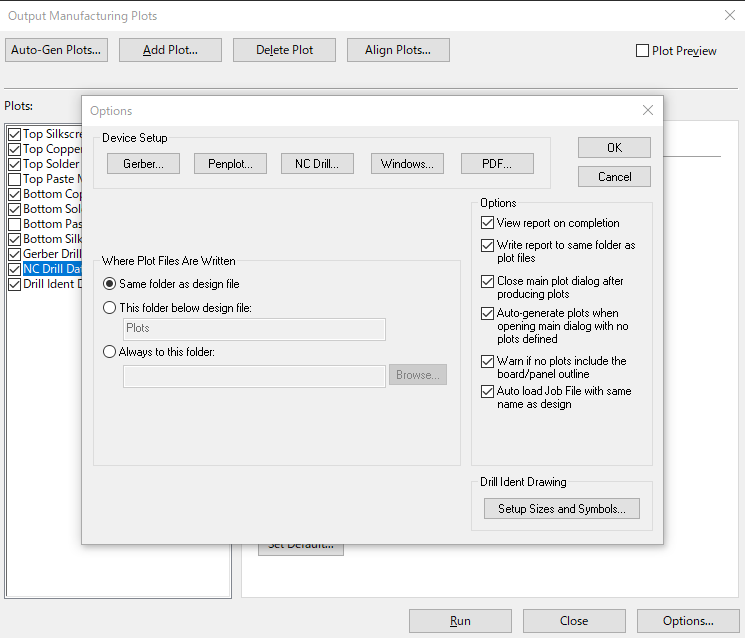 Output Manufacturing Plots
Auto-Gen Plots...
Add Plot...
Delete Plot
Align Plots...
Plot Preview
Plots:
Top Silkscre
Top Copper
Top Solder
Top Paste M
Bottom Cop
Bottom Sol
Bottom Pas
Bottom Silk
Gerber Drill
NC Drill Dat
Drill Ident D
Options
Device Setup
Gerber...
Penplot...
NC Drill...
Windows...
PDF...
OK
Cancel
Where Plot Files Are Written
Same folder as design file
This folder below design file:
Plots
Always to this folder:
Browse...
Options
View report on completion
Write report to same folder as
plot files
Close main plot dialog after
producing plots
Auto-generate plots when
opening main dialog with no
plots defined
Warn if no plots include the
board/panel outline
Auto load Job File with same
name as design
Drill Ident Drawing
Setup Sizes and Symbols...
Set Default...
Run
Close
Options...